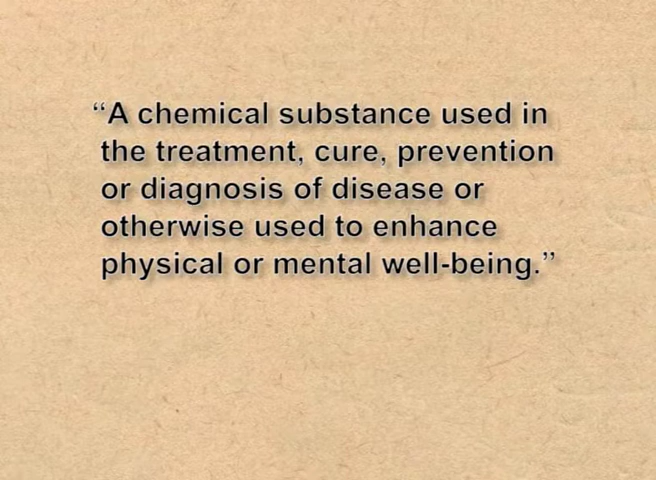 “A chemical substance used in
the treatment, cure, prevention
or diagnosis of disease or
otherwise used to enhance
physical or mental well-being.”